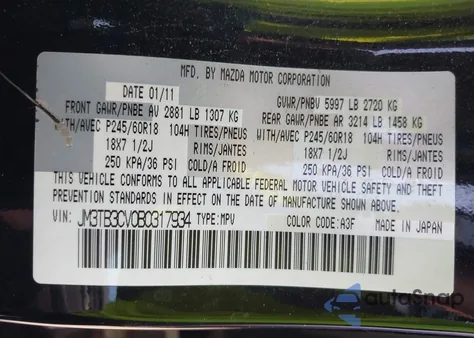 MFD. BY MAZDA MOTOR CORPORATION
DATE 01/11 GVWR/PNBV 5997 LB 2720 KG
FRONT GAWR/PNBE AV 2881 LB 1307 KG REAR GAWR/PNBE AR 3214 LB 1458 KG
WITH/AVEC P245/60R18 104H TIRES/PNEUS WITH/AVEC P245/60R18 104H TIRES/PNEUS
18X7 1/2J RIMS/JANTES 18X7 1/2J RIMS/JANTES
250 KPA/36 PSI COLD/A FROID 250 KPA/36 PSI COLD/A FROID
THIS VEHICLE CONFORMS TO ALL APPLICABLE FEDERAL MOTOR VEHICLE SAFETY AND THEFT
PREVENTION STANDARDS IN EFFECT ON THE DATE OF MANUFACTURE SHOWN ABOVE.
VIN: JM3TB3CV0B0317934 TYPE: MPV COLOR CODE: A3F MADE IN JAPAN
autoSnap